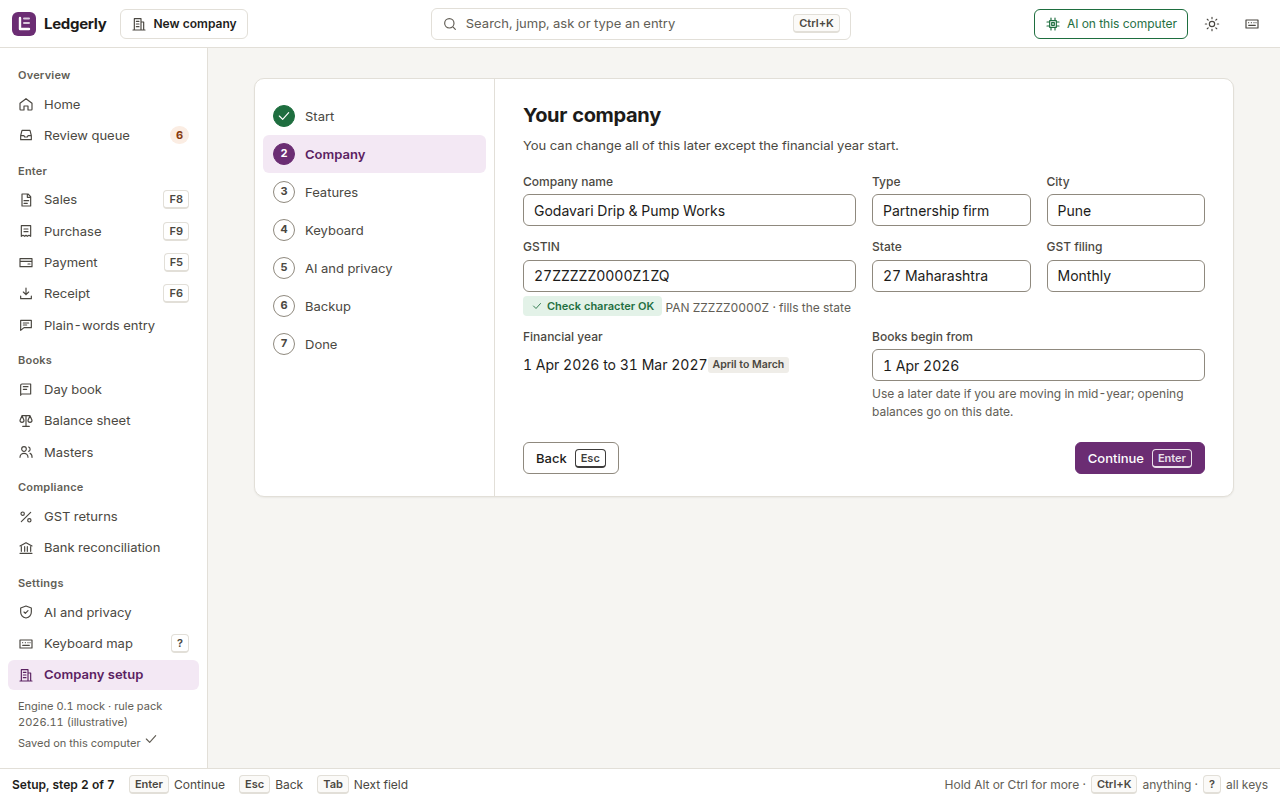 Ledgerly
New company
Search, jump, ask or type an entry
Ctrl+K
AI on this computer
Overview
Home
Review queue 6
Enter
Sales F8
Purchase F9
Payment F5
Receipt F6
Plain-words entry
Books
Day book
Balance sheet
Masters
Compliance
GST returns
Bank reconciliation
Settings
AI and privacy
Keyboard map ?
Company setup
Engine 0.1 mock · rule pack
2026.11 (illustrative)
Saved on this computer
Start
2 Company
3 Features
4 Keyboard
5 AI and privacy
6 Backup
7 Done
Your company
You can change all of this later except the financial year start.
Company name Type City
Godavari Drip & Pump Works Partnership firm Pune
GSTIN State GST filing
27ZZZZZ0000Z1ZQ 27 Maharashtra Monthly
Check character OK PAN ZZZZZ0000Z · fills the state
Financial year Books begin from
1 Apr 2026 to 31 Mar 2027 April to March 1 Apr 2026
Use a later date if you are moving in mid-year; opening
balances go on this date.
Back Esc Continue Enter
Setup, step 2 of 7 Enter Continue Esc Back Tab Next field Hold Alt or Ctrl for more · Ctrl+K anything · ? all keys